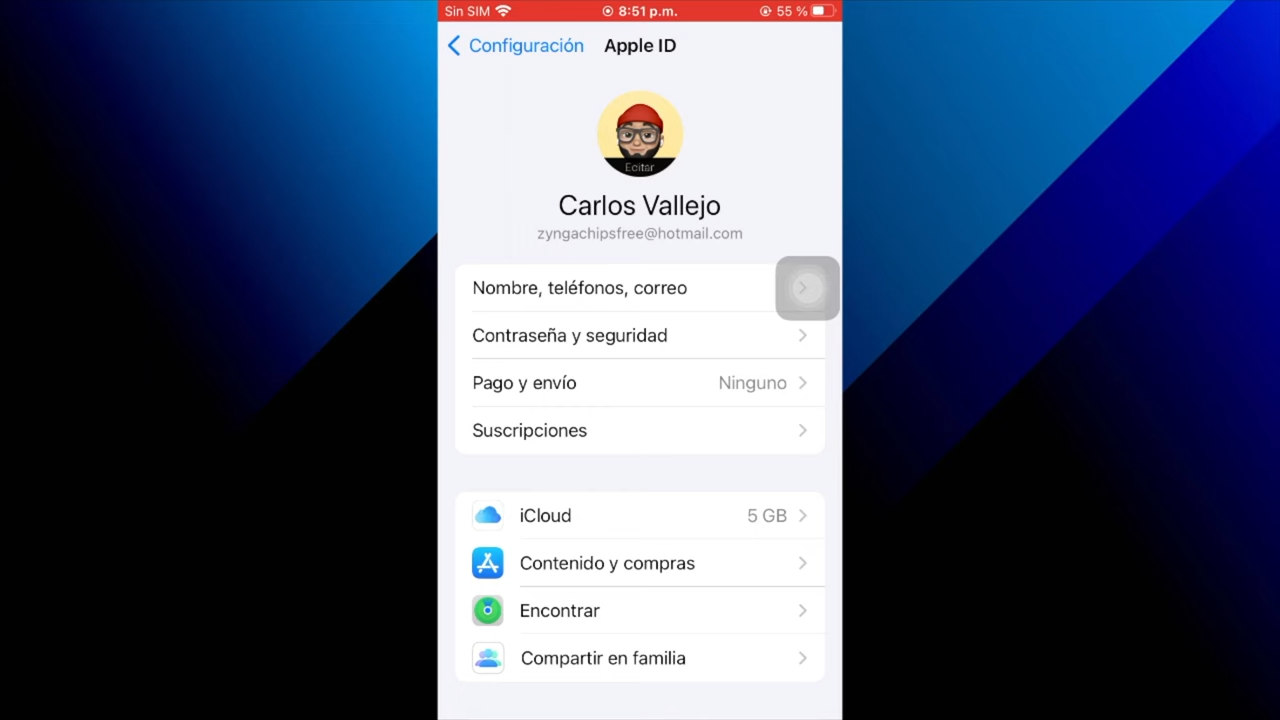 Sin SIM 8:51 p.m. 55 %
Configuración Apple ID
Editar
Carlos Vallejo
zyngachipsfree@hotmail.com
Nombre, teléfonos, correo
Contraseña y seguridad
Pago y envío Ninguno
Suscripciones
iCloud 5 GB
Contenido y compras
Encontrar
Compartir en familia